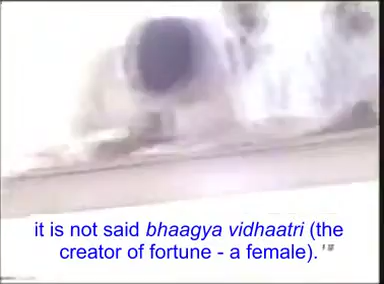 it is not said bhaagya vidhaatri (the
creator of fortune - a female).